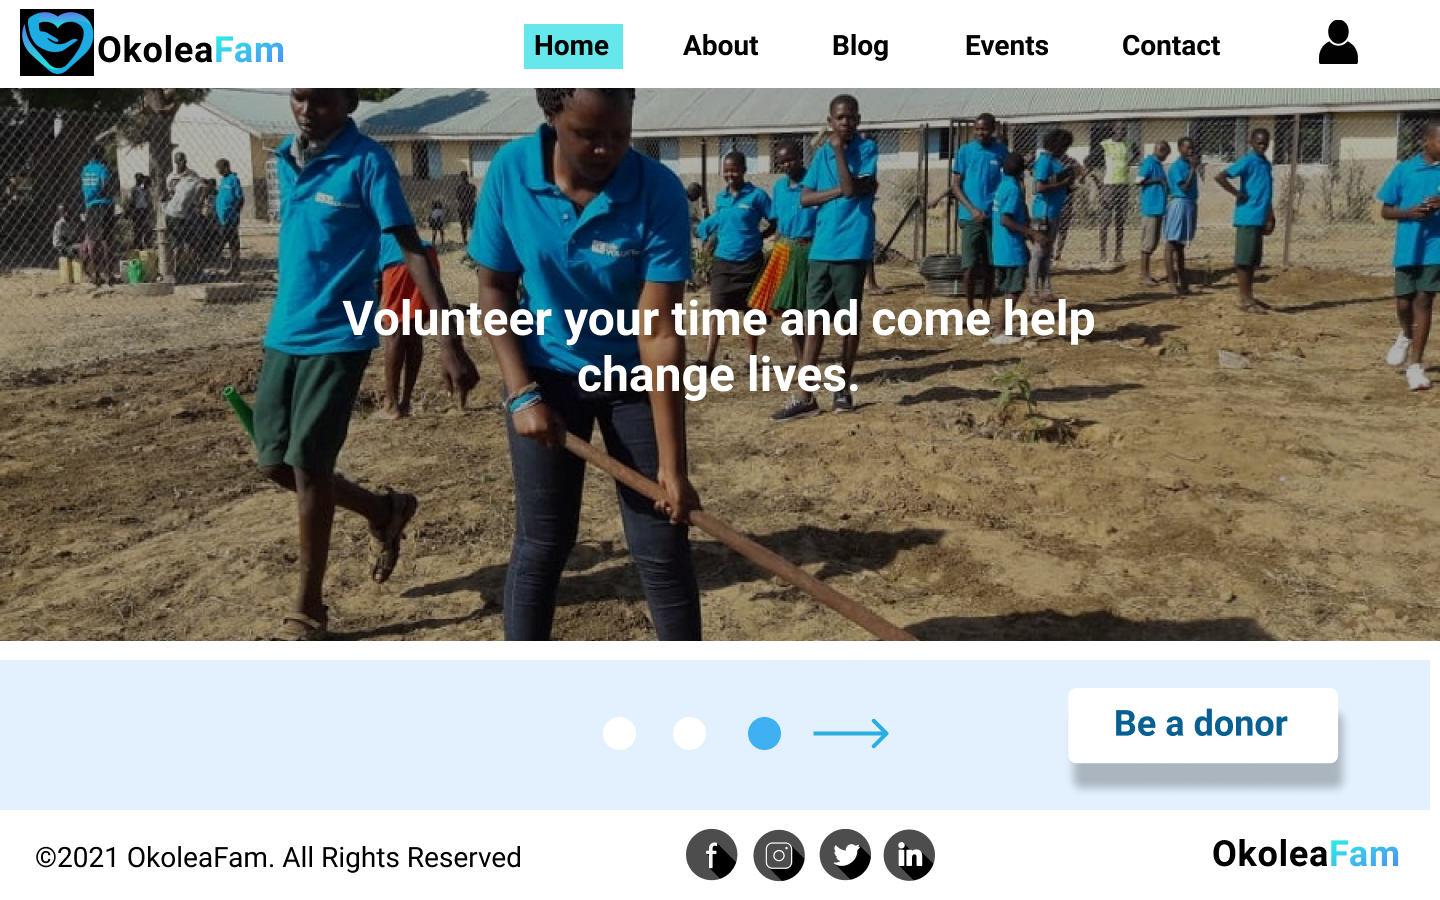 OkoleaFam
Home
About
Blog
Events
Contact
Volunteer your time and come help
change lives.
Be a donor
©2021 OkoleaFam. All Rights Reserved
f
in
OkoleaFam